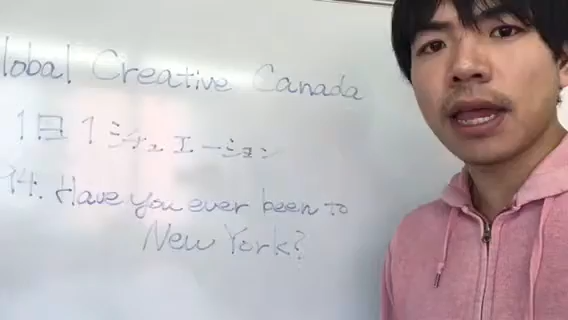 lobal Creative Canada
1日1シチュエーション
94. Have you ever been to
New York?